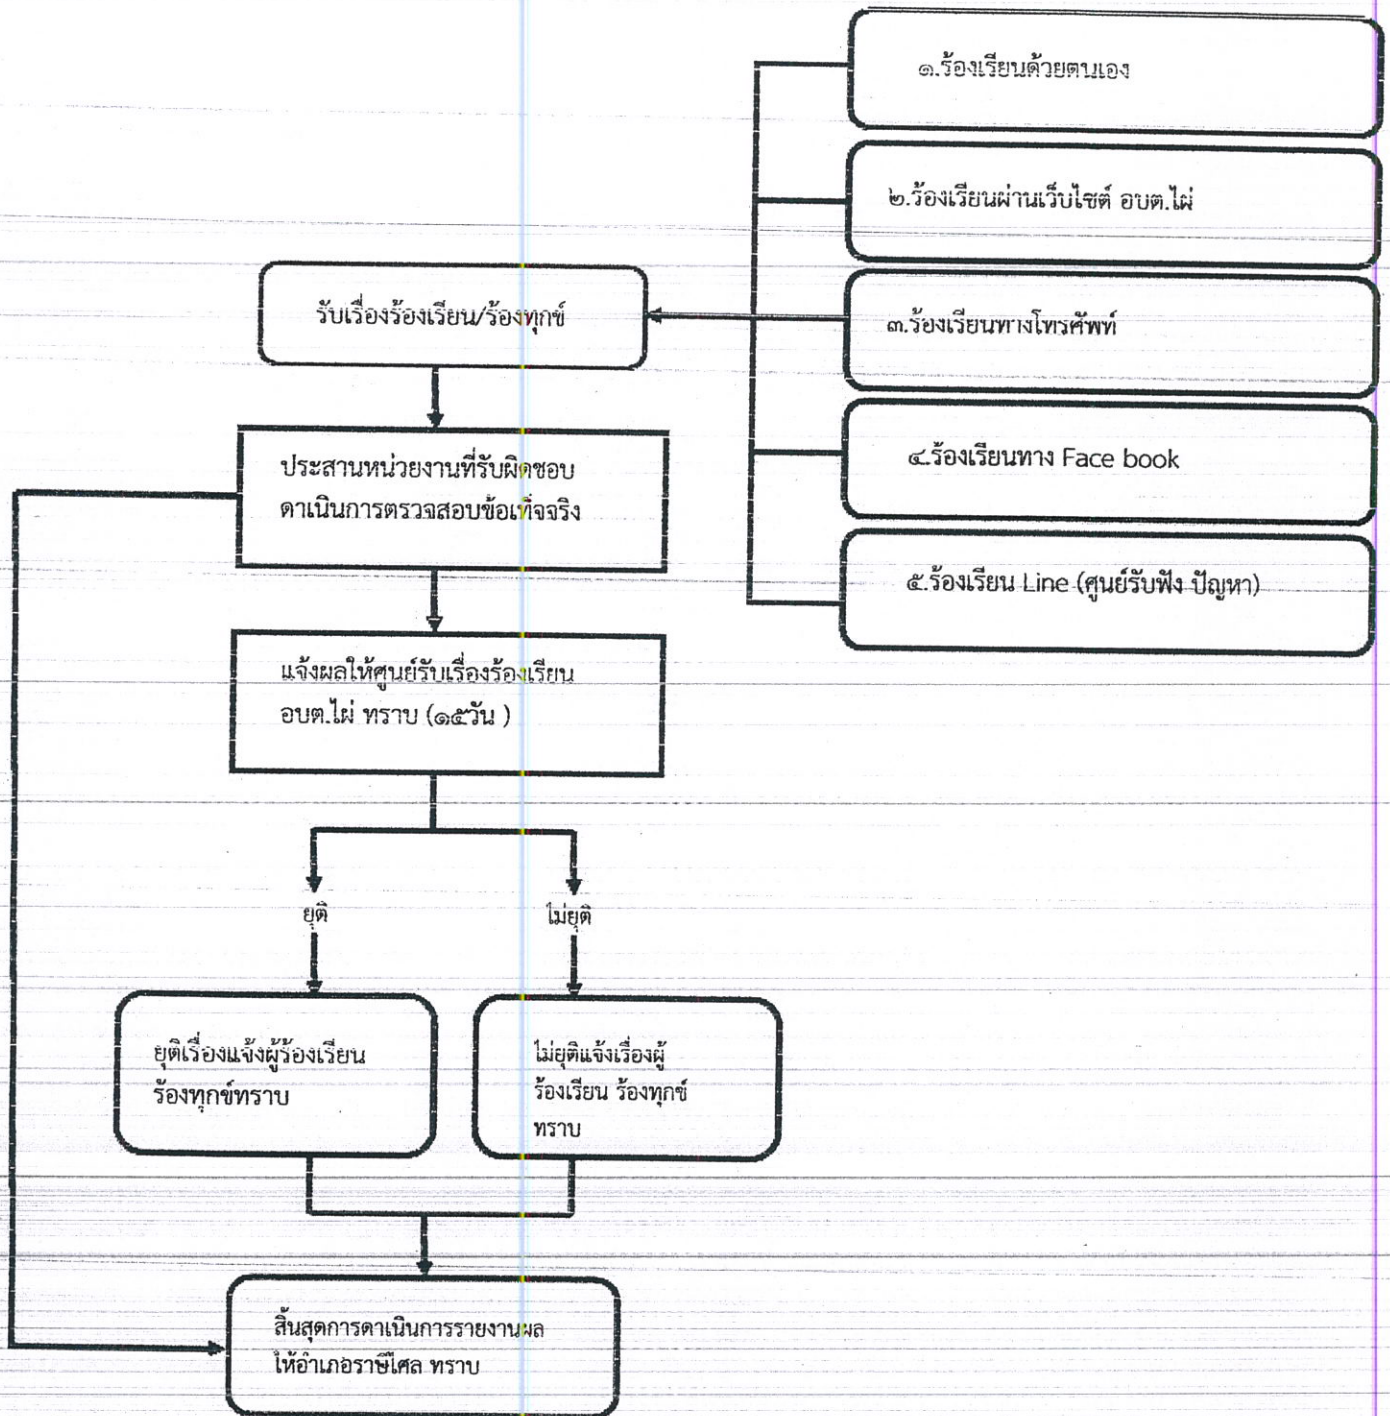 ๑.ร้องเรียนด้วยตนเอง
๒.ร้องเรียนผ่านเว็บไซต์ อบต.ไผ่
รับเรื่องร้องเรียน/ร้องทุกข์
๓.ร้องเรียนทางโทรศัพท์
ประสานหน่วยงานที่รับผิดชอบ
ดาเนินการตรวจสอบข้อเท็จจริง
๔.ร้องเรียนทาง Face book
๕.ร้องเรียน Line (ศูนย์รับฟัง ปัญหา)
แจ้งผลให้ศูนย์รับเรื่องร้องเรียน
อบต.ไผ่ ทราบ (๑๕วัน )
ยุติ
ไม่ยุติ
ยุติเรื่องแจ้งผู้ร้องเรียน
ร้องทุกข์ทราบ
ไม่ยุติแจ้งเรื่องผู้
ร้องเรียน ร้องทุกข์
ทราบ
สิ้นสุดการดาเนินการรายงานผล
ให้อำเภอราษีไศล ทราบ